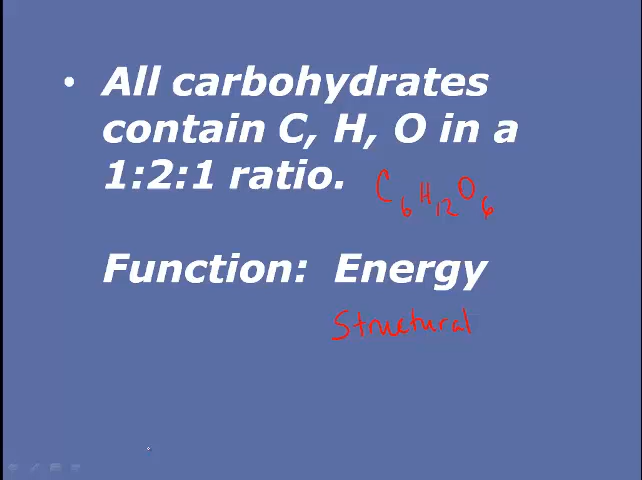 • All carbohydrates
contain C, H, O in a
1:2:1 ratio. C₆H₁₂O₆
Function: Energy
Structural